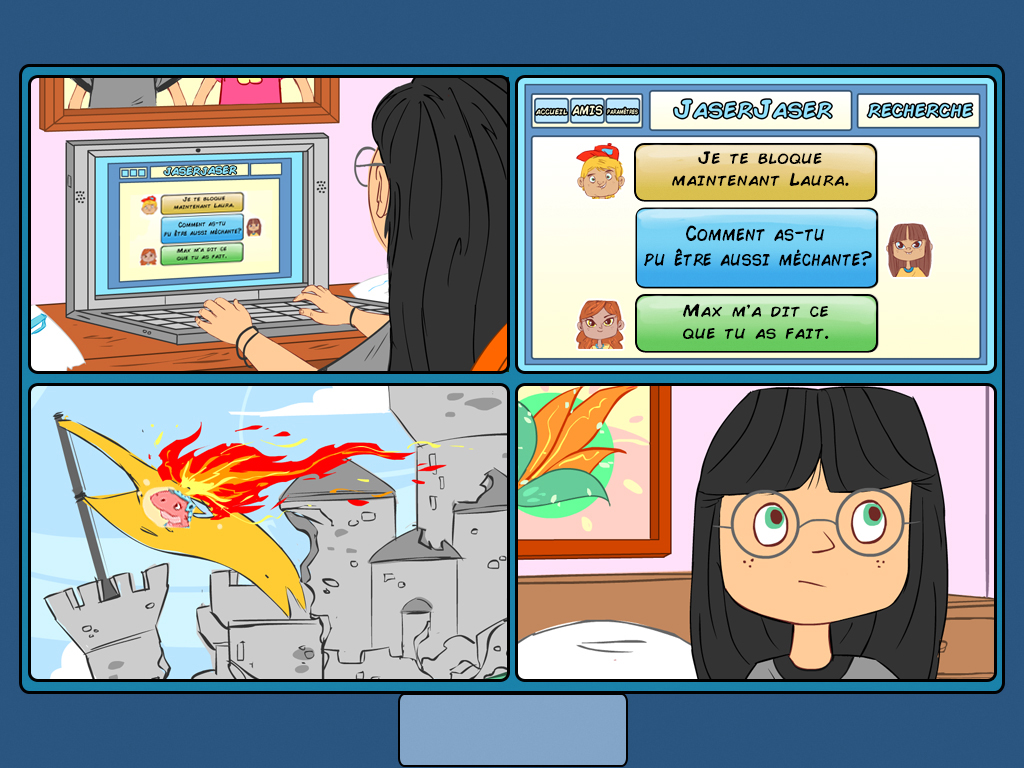 JASERJASER
JE TE BLOQUE
MAINTENANT LAURA.
COMMENT AS-TU
PU ÊTRE AUSSI MÉCHANTE?
MAX M'A DIT CE
QUE TU AS FAIT.
ACCUEIL AMIS PARAMÈTRES JASERJASER RECHERCHE
JE TE BLOQUE
MAINTENANT LAURA.
COMMENT AS-TU
PU ÊTRE AUSSI MÉCHANTE?
MAX M'A DIT CE
QUE TU AS FAIT.